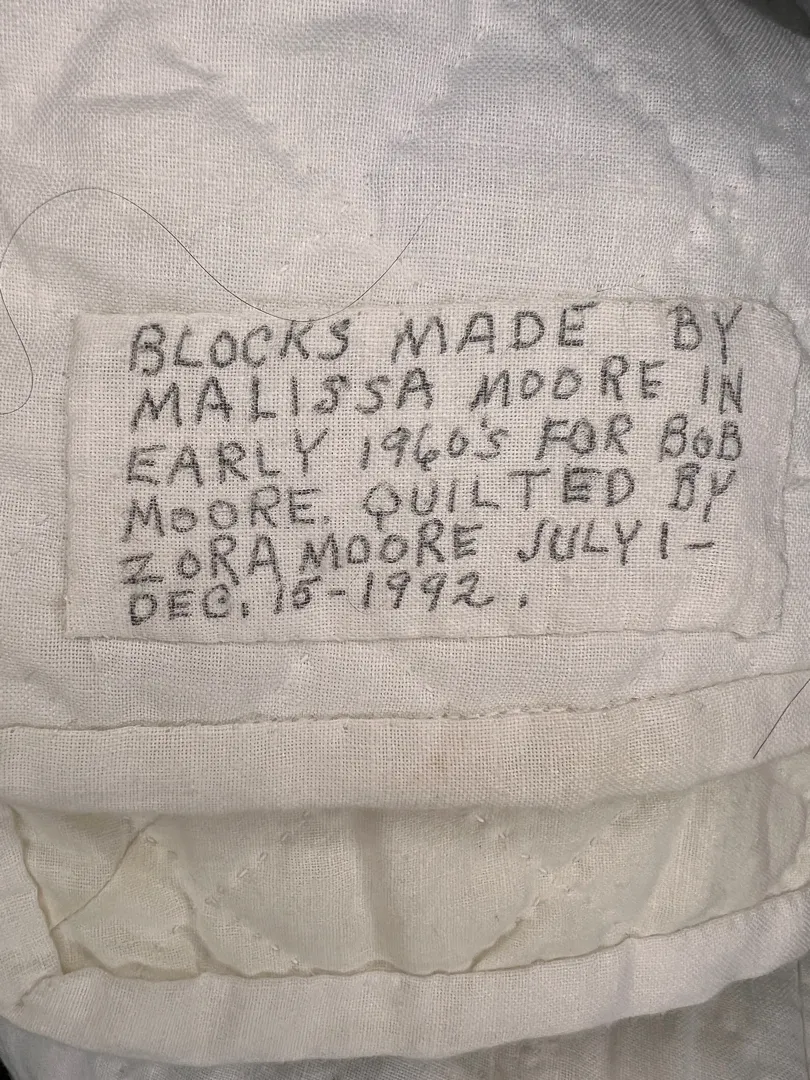 BLOCKS MADE BY
MALISSA MOORE IN
EARLY 1960'S FOR BOB
MOORE. QUILTED BY
ZORA MOORE JULY 1-
DEC. 15-1992.